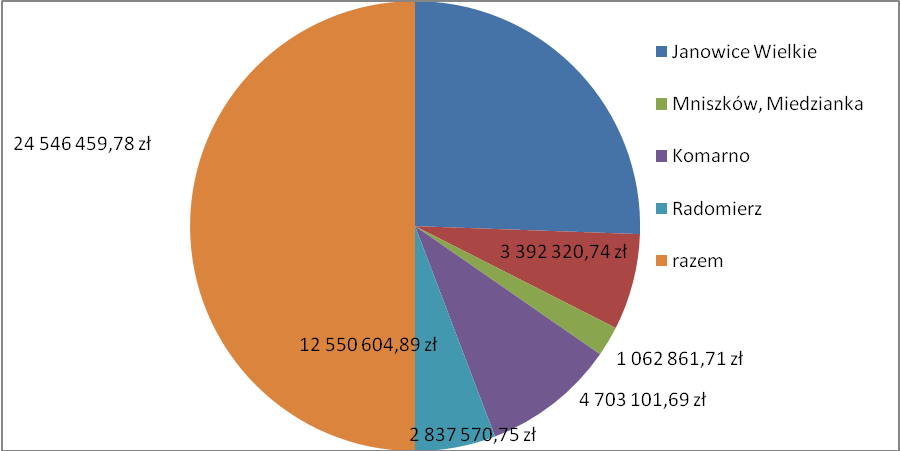 24 546 459,78 zł
3 392 320,74 zł
12 550 604,89 zł
1 062 861,71 zł
4 703 101,69 zł
2 837 570,75 zł
Janowice Wielkie
Mniszków, Miedzianka
Komarno
Radomierz
razem